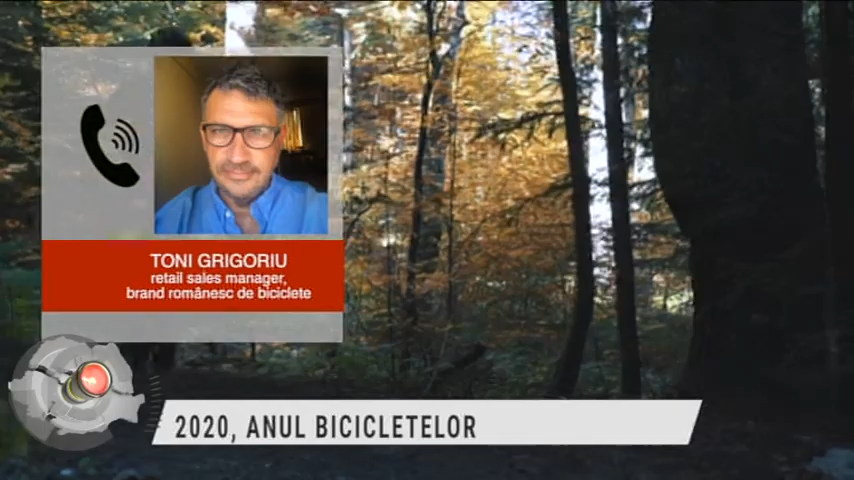 TONI GRIGORIU
retail sales manager,
brand românesc de biciclete
2020, ANUL BICICLETELOR